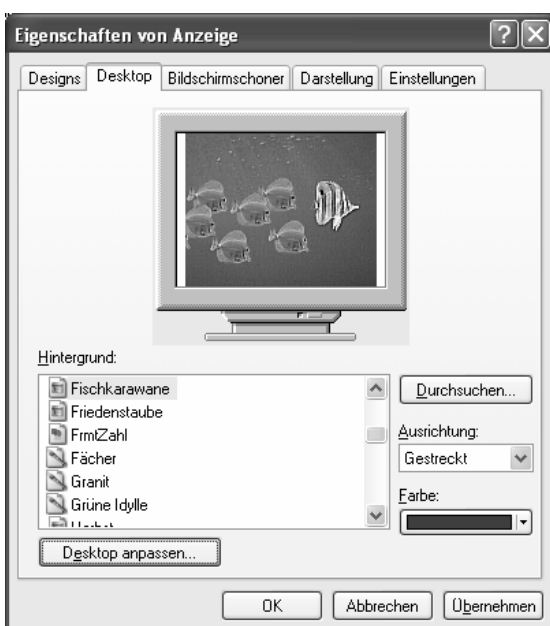 Eigenschaften von Anzeige
Designs Desktop Bildschirmschoner Darstellung Einstellungen
Hintergrund:
Fischkarawane
Friedenstaube
FrmtZahl
Fächer
Granit
Grüne Idylle
Durchsuchen...
Ausrichtung:
Gestreckt
Farbe:
Desktop anpassen...
OK Abbrechen Übernehmen